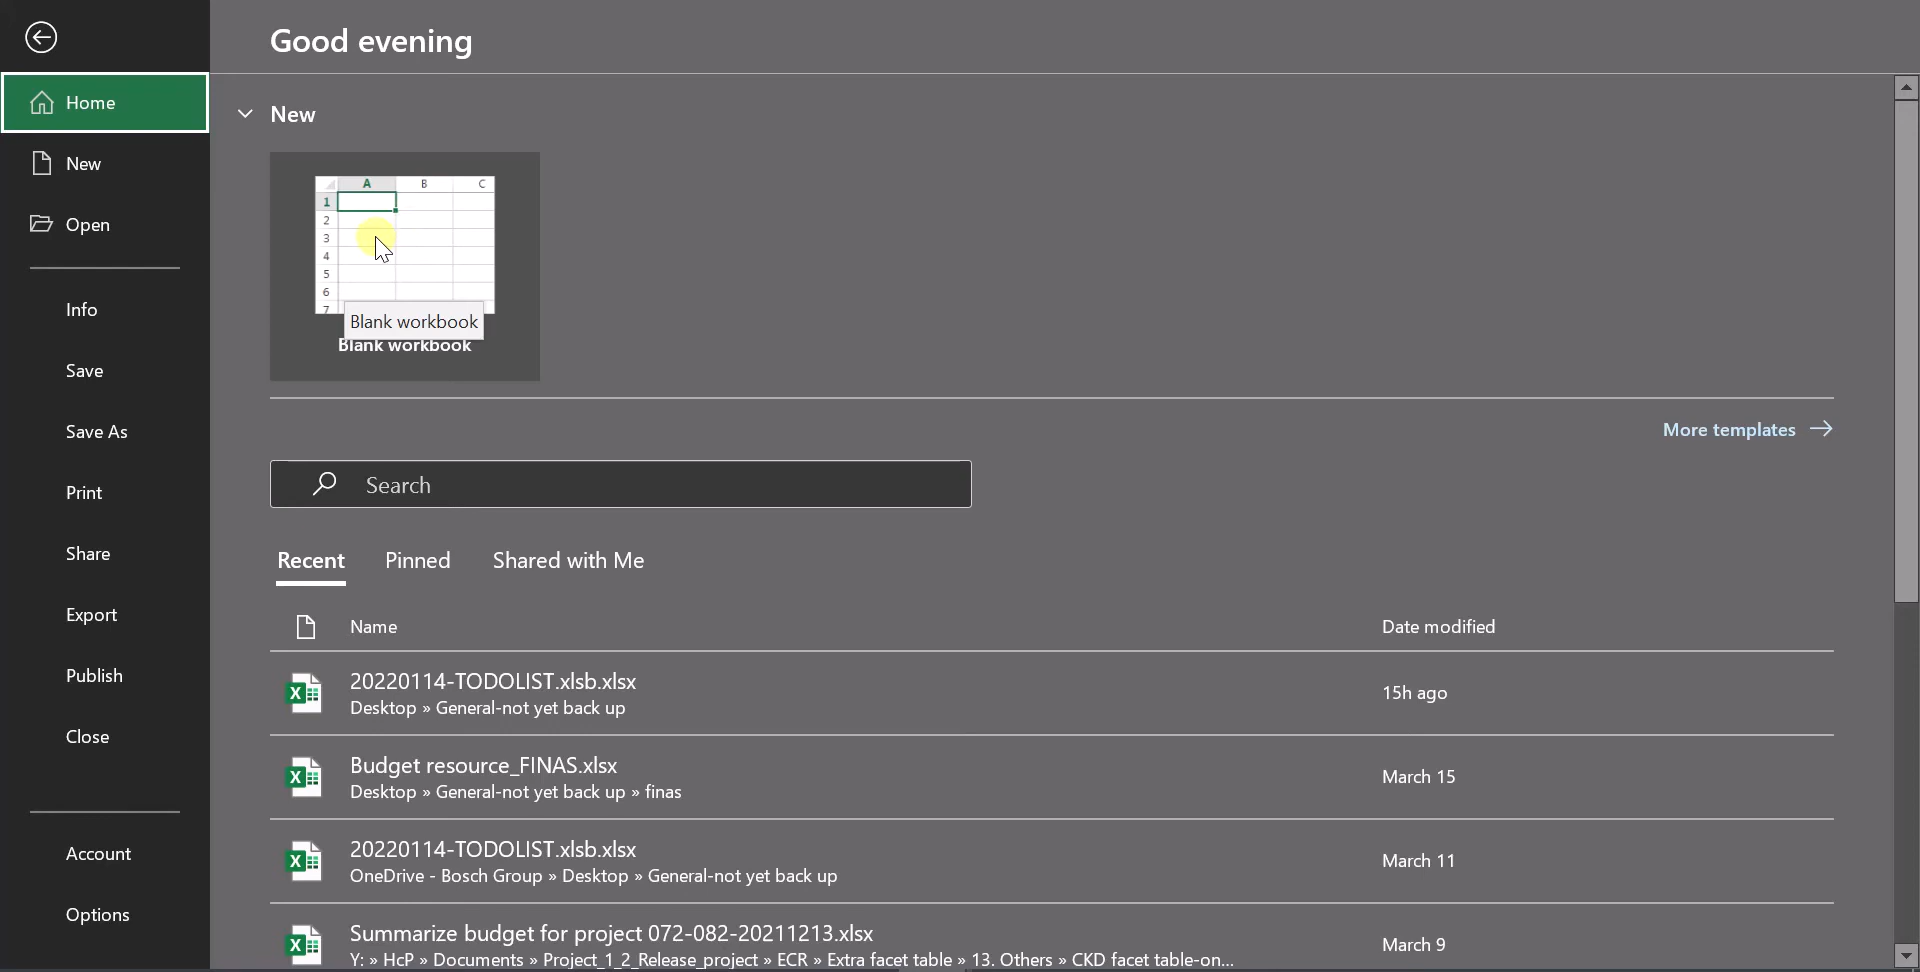 Good evening
Home
New
Open
Info
Save
Save As
Print
Share
Export
Publish
Close
Account
Options
New
A B C
1
2
3
4
5
6
7
Blank workbook
Blank workbook
More templates
Search
Recent Pinned Shared with Me
Name Date modified
20220114-TODOLIST.xlsb.xlsx
Desktop » General-not yet back up
15h ago
Budget resource_FINAS.xlsx
Desktop » General-not yet back up » finas
March 15
20220114-TODOLIST.xlsb.xlsx
OneDrive - Bosch Group » Desktop » General-not yet back up
March 11
Summarize budget for project 072-082-20211213.xlsx
Y: » HcP » Documents » Project_1_2_Release_project » ECR » Extra facet table » 13. Others » CKD facet table-on...
March 9